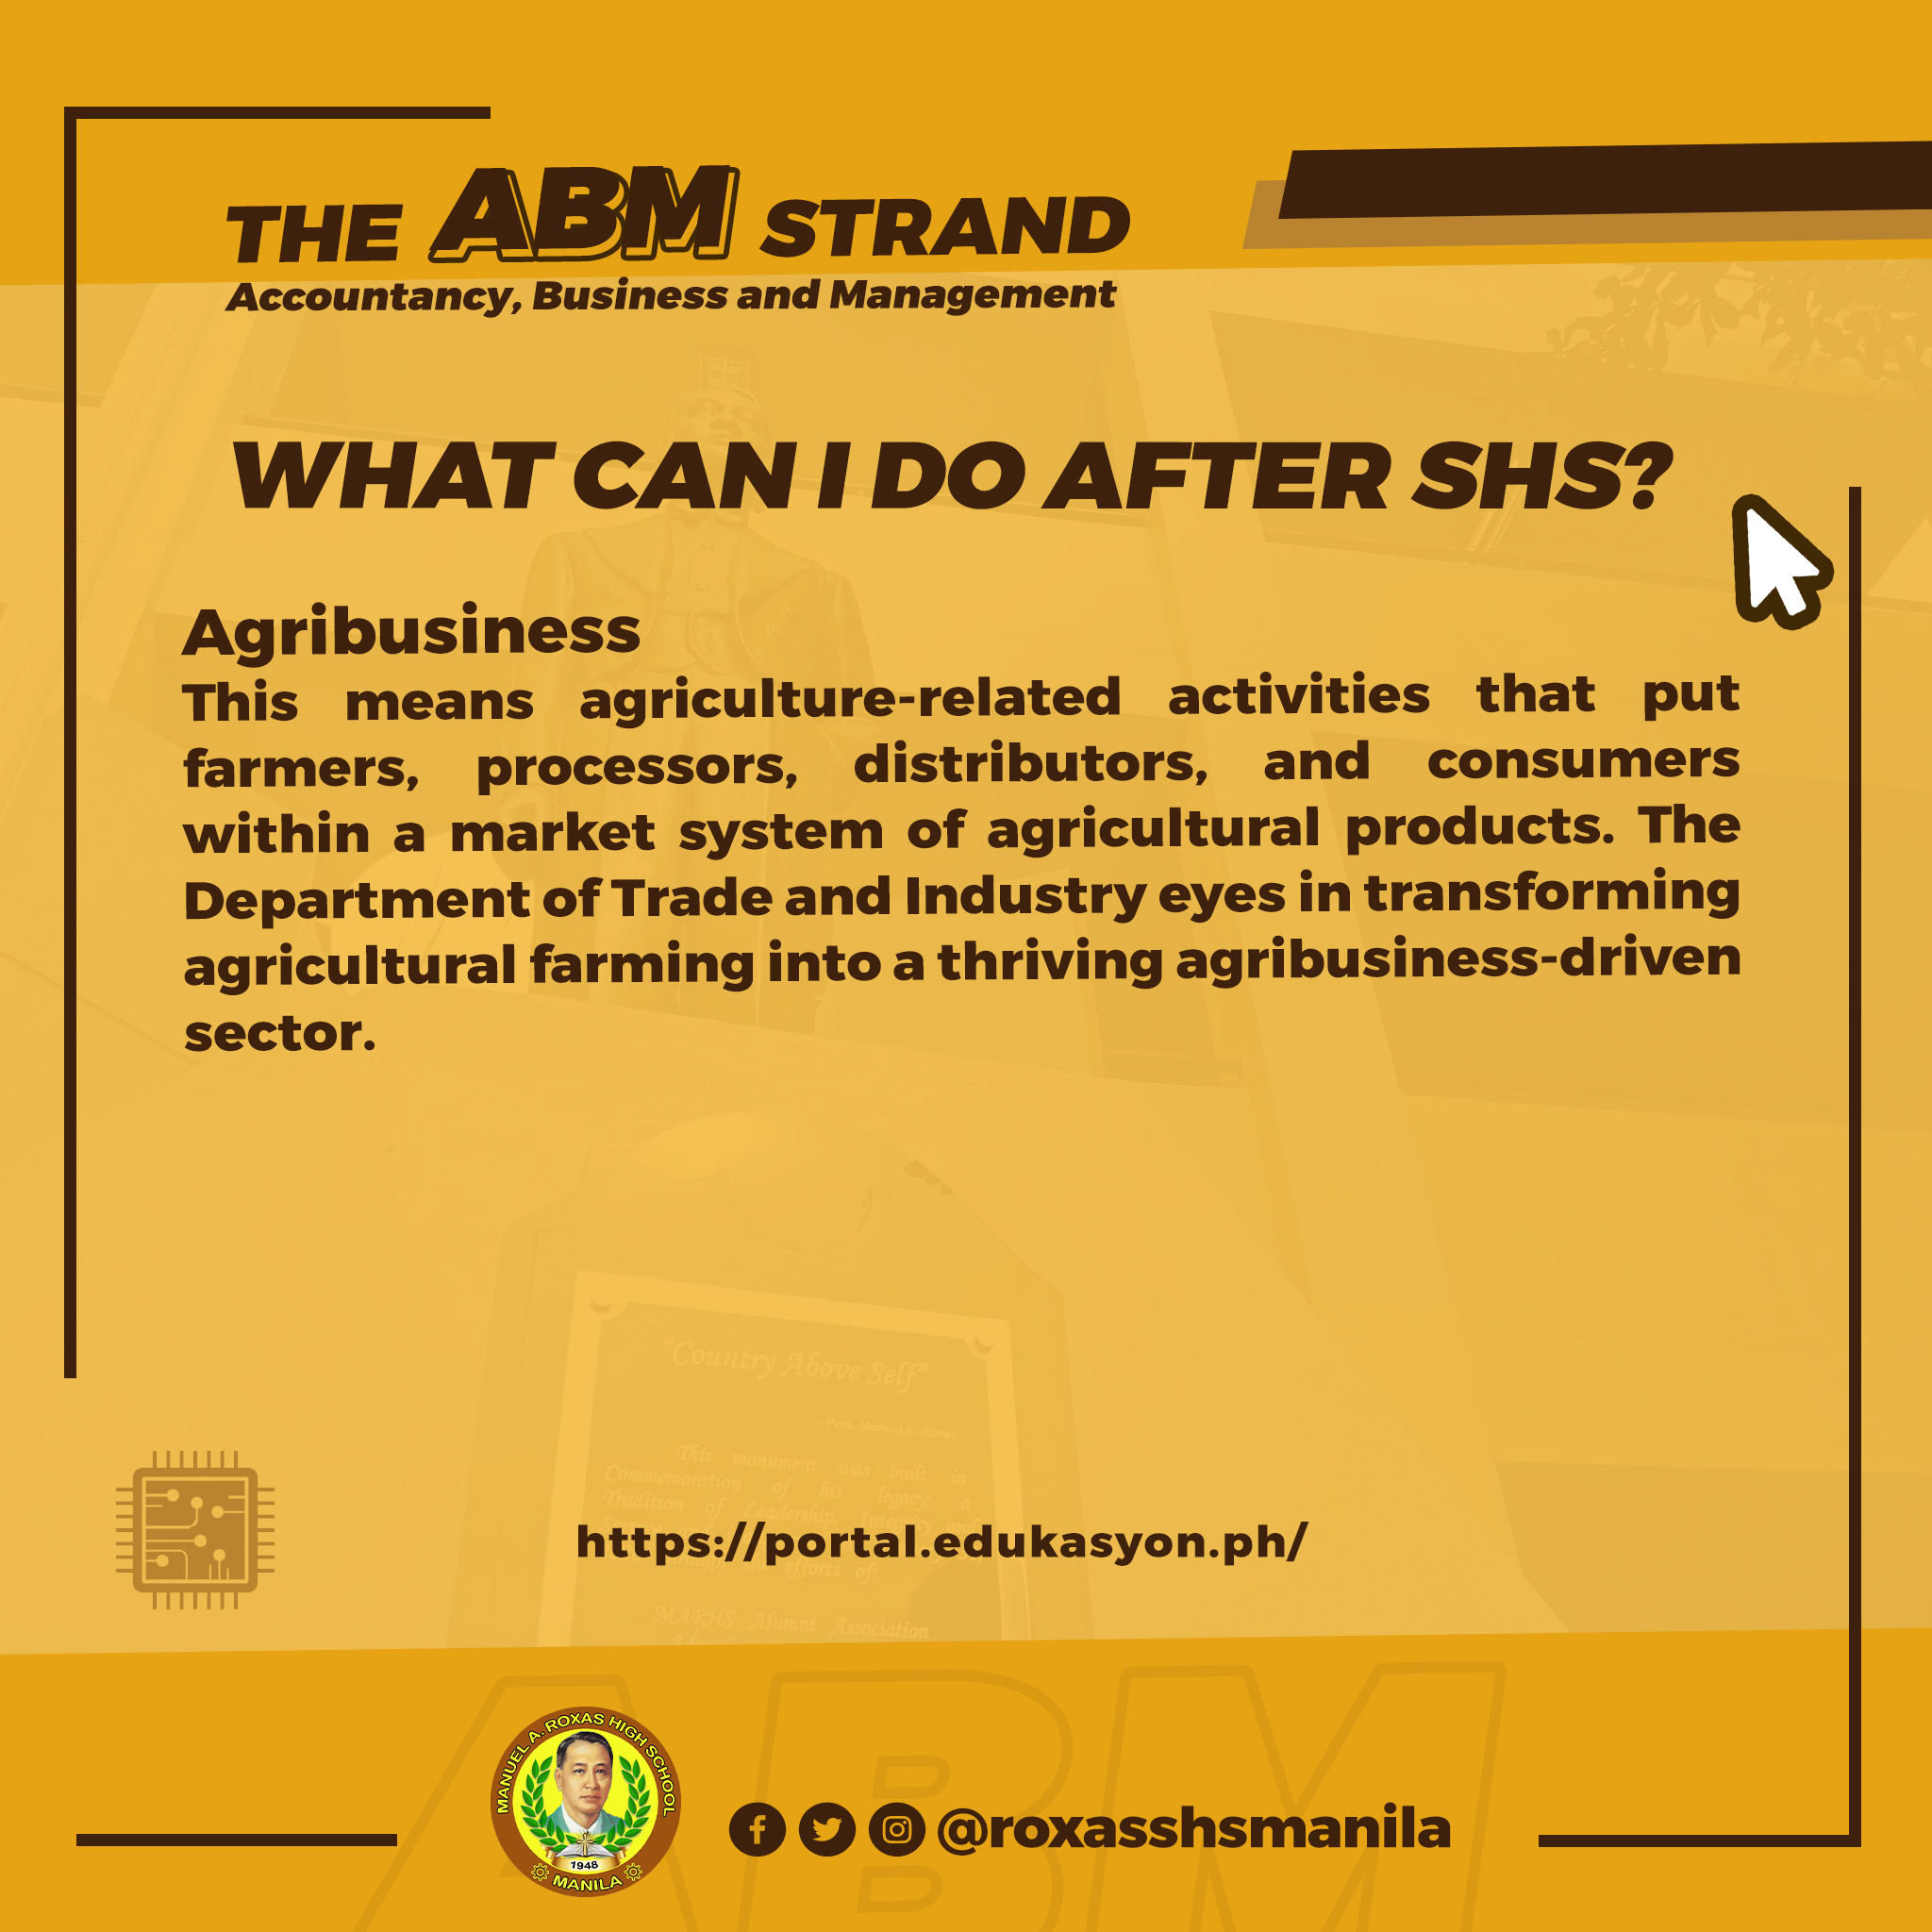 THE ABM STRAND
Accountancy, Business and Management
WHAT CAN I DO AFTER SHS?
Agribusiness
This means agriculture-related activities that put
farmers, processors, distributors, and consumers
within a market system of agricultural products. The
Department of Trade and Industry eyes in transforming
agricultural farming into a thriving agribusiness-driven
sector.
“Country Above Self”
- Pres. Manuel A. Roxas
This monument was built in
Commemoration of his legacy, a
Tradition of Leadership, Integrity and
efforts of:
https://portal.edukasyon.ph/
MARHS Alumni Association
ABM
MANUEL A. ROXAS HIGH SCHOOL
1948
MANILA
@roxasshsmanila